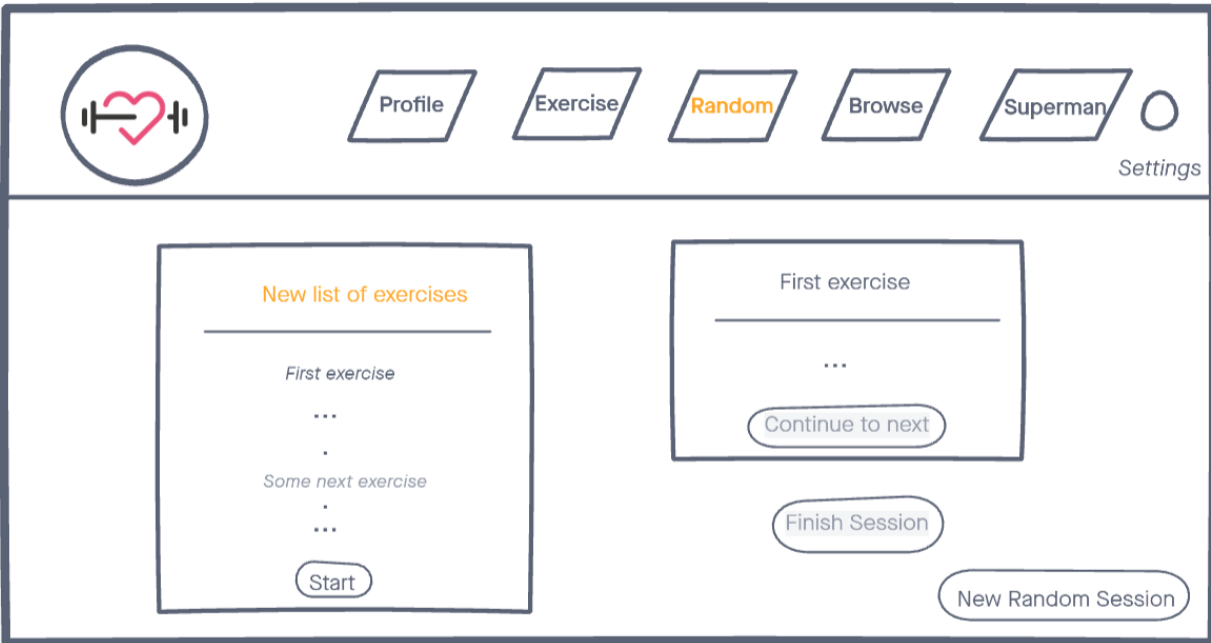 Profile
Exercise
Random
Browse
Superman
Settings
New list of exercises
First exercise
...
.
Some next exercise
.
...
Start
First exercise
...
Continue to next
Finish Session
New Random Session